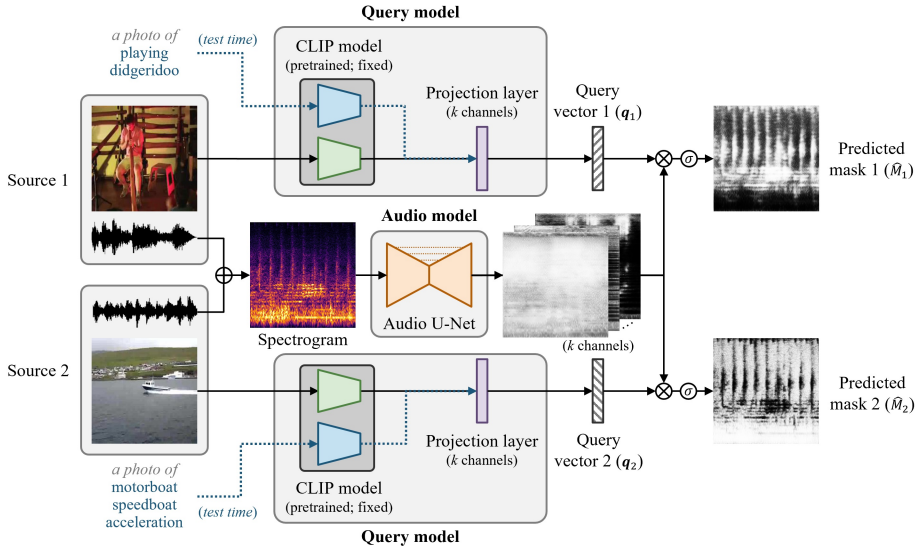 Query model
a photo of
playing
didgeridoo
(test time)
CLIP model
(pretrained; fixed)
Projection layer
(k channels)
Query
vector 1 (q₁)
Source 1
σ
Predicted
mask 1 (M̂₁)
Audio model
Audio U-Net
Spectrogram
...
(k channels)
Source 2
σ
Predicted
mask 2 (M̂₂)
Projection layer
(k channels)
Query
vector 2 (q₂)
a photo of
motorboat
speedboat
acceleration
(test time)
CLIP model
(pretrained; fixed)
Query model